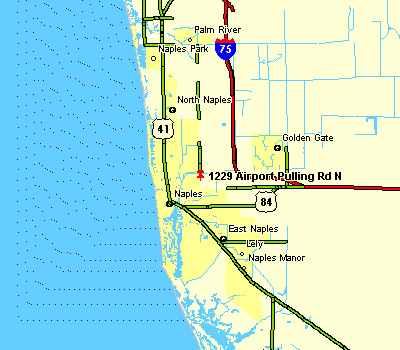 Palm River
Naples Park
75
North Naples
41
Golden Gate
1229 Airport Pulling Rd N
Naples
84
East Naples
Lely
Naples Manor